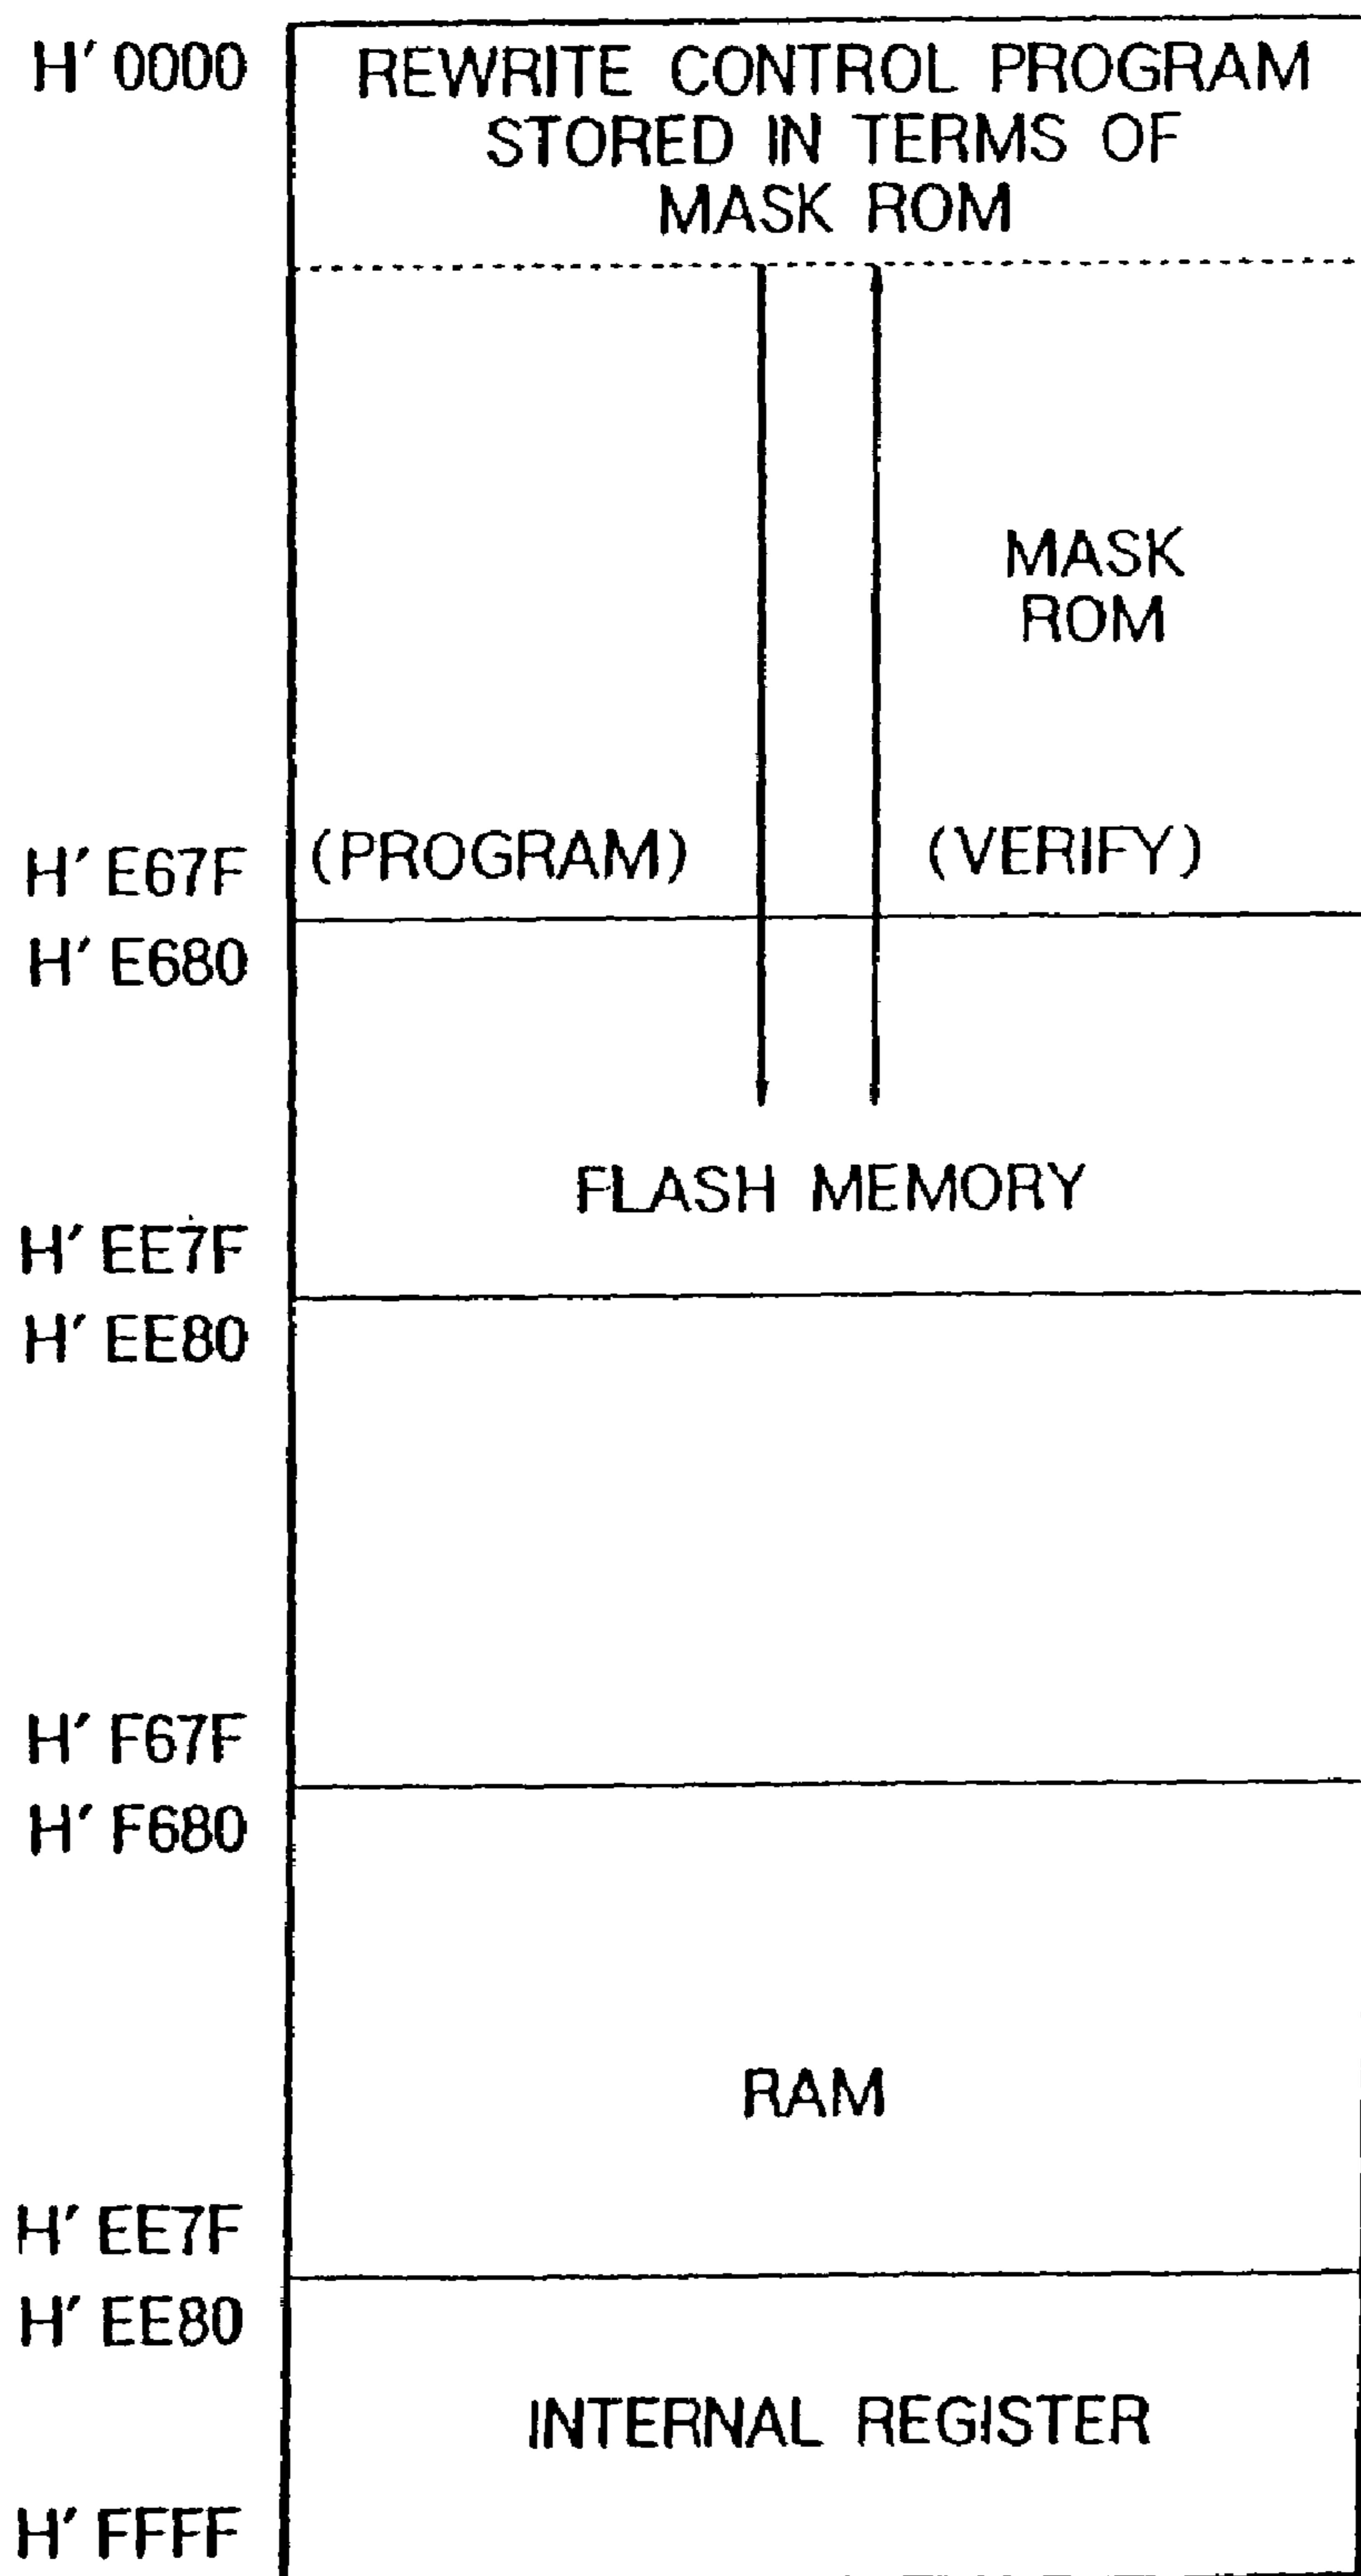 H' 0000
REWRITE CONTROL PROGRAM
STORED IN TERMS OF
MASK ROM
MASK
ROM
(PROGRAM)
(VERIFY)
H' E67F
H' E680
FLASH MEMORY
H' EE7F
H' EE80
H' F67F
H' F680
RAM
H' EE7F
H' EE80
INTERNAL REGISTER
H' FFFF